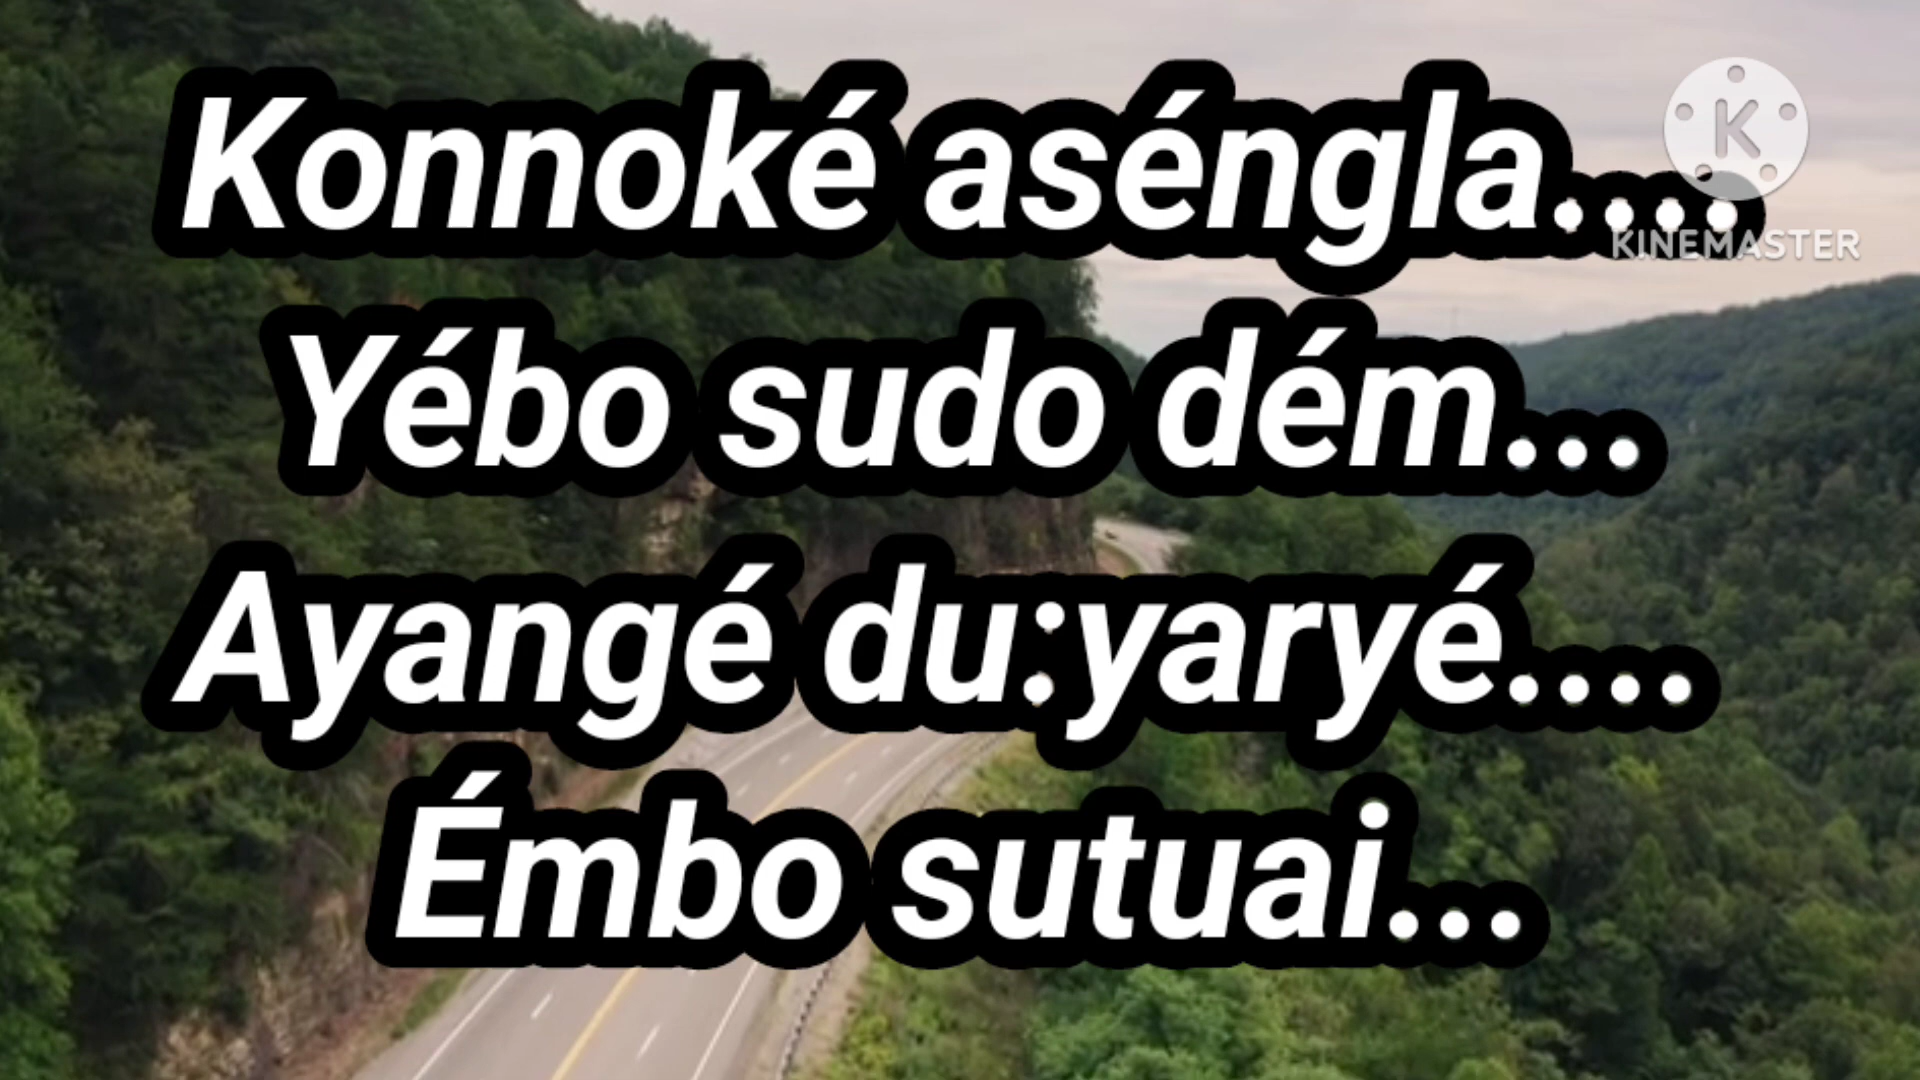 Konnoké aséngla....
Yébo sudo dém...
Ayangé du:yaryé....
Émbo sutuai...
K
KINEMASTER